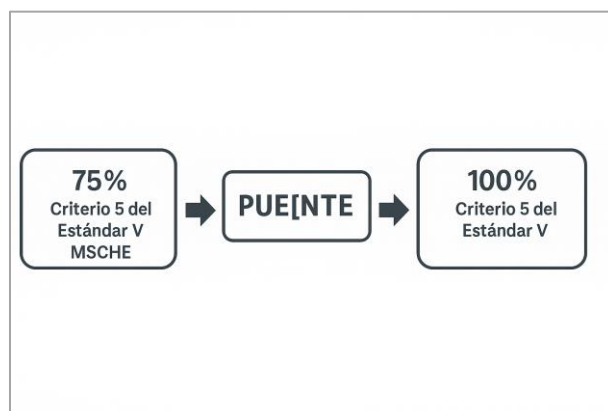 75%
Criterio 5 del
Estándar V
MSCHE
PUE[NTE
100%
Criterio 5 del
Estándar V